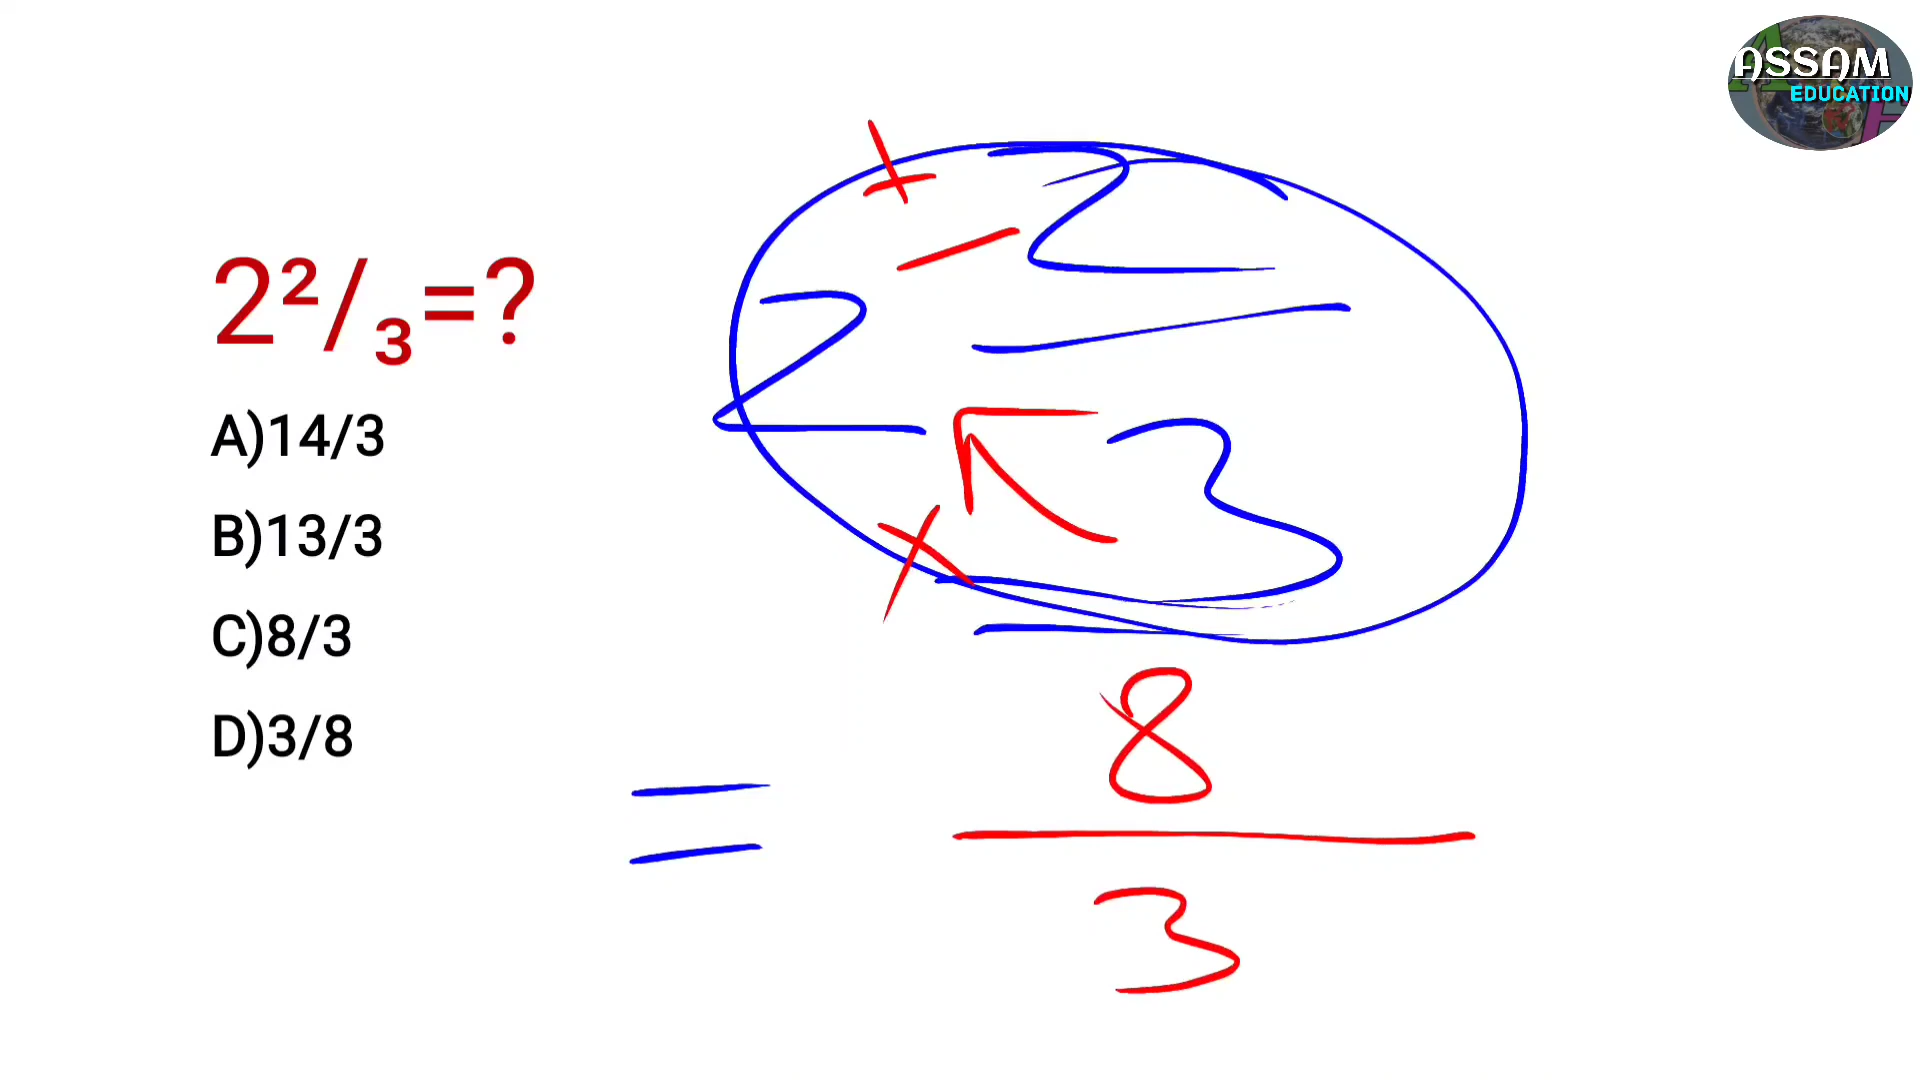 ASSAM
EDUCATION
2²/₃=?
A)14/3
B)13/3
C)8/3
D)3/8
+
2
2
3
×
=
8
3